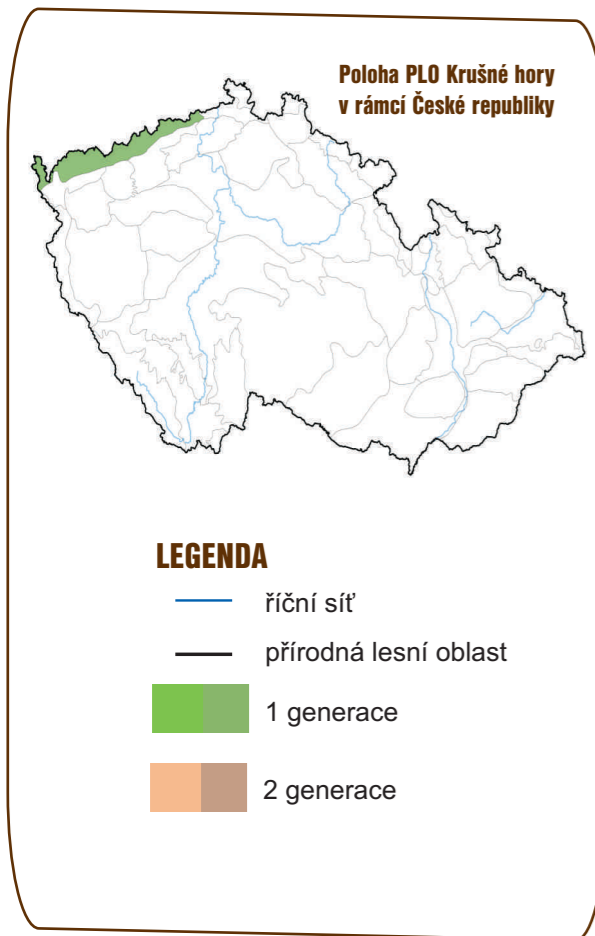 Poloha PLO Krušné hory
v rámcí České republiky
LEGENDA
říční síť
přírodná lesní oblast
1 generace
2 generace